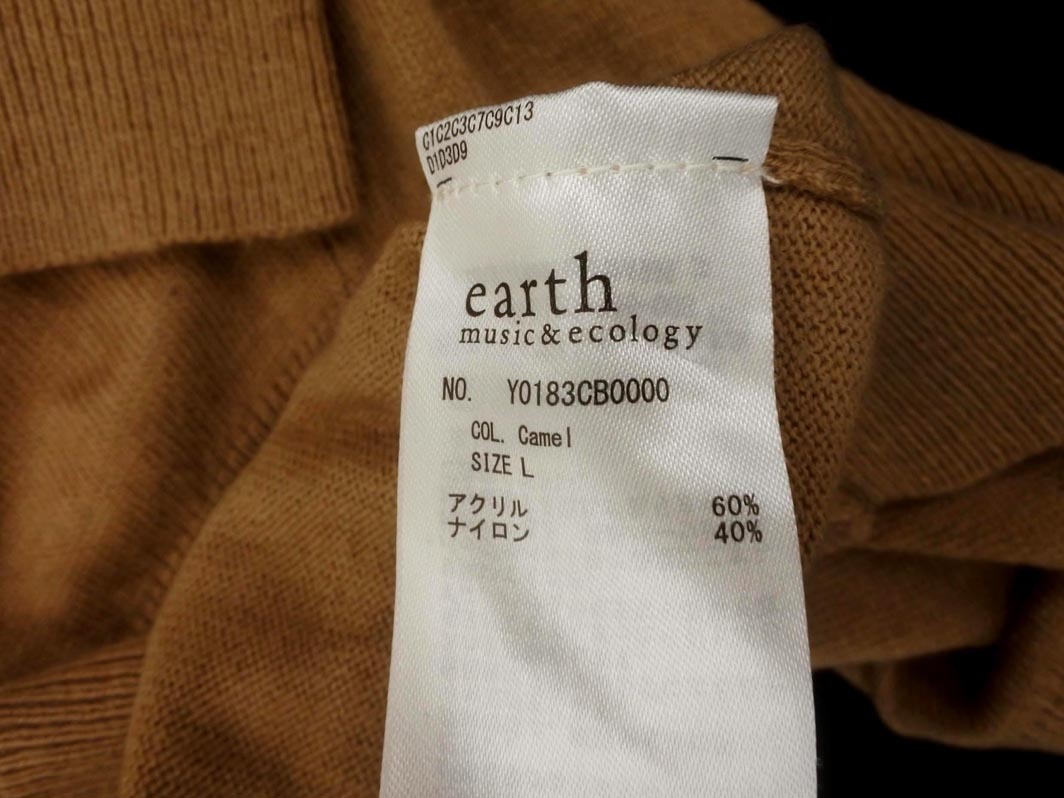 C1C2C3C7C9C13
D1D3D9
earth
music&ecology
NO. Y0183CB0000
COL. Camel
SIZE L
アクリル 60%
ナイロン 40%